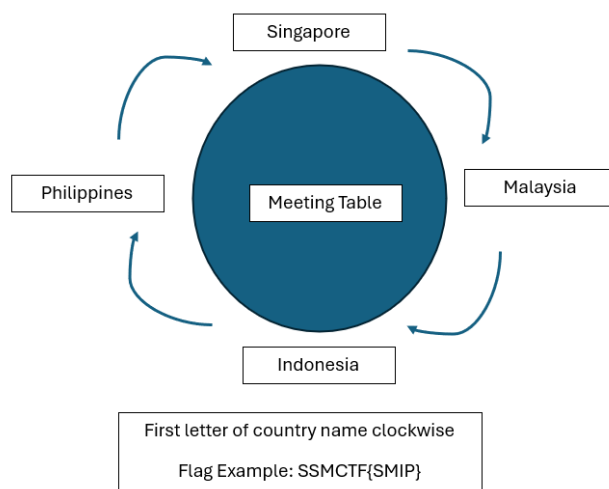 Singapore
Philippines
Meeting Table
Malaysia
Indonesia
First letter of country name clockwise
Flag Example: SSMCTF{SMIP}